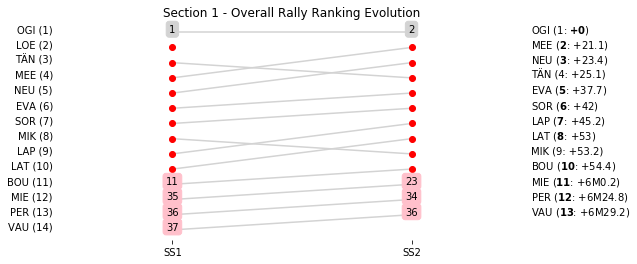 Section 1 - Overall Rally Ranking Evolution
OGI (1) 1 2 OGI (1: +0)
LOE (2) MEE (2: +21.1)
TÄN (3) NEU (3: +23.4)
MEE (4) TÄN (4: +25.1)
NEU (5) EVA (5: +37.7)
EVA (6) SOR (6: +42)
SOR (7) LAP (7: +45.2)
MIK (8) LAT (8: +53)
LAP (9) MIK (9: +53.2)
LAT (10) BOU (10: +54.4)
BOU (11) 11 23 MIE (11: +6M0.2)
MIE (12) 35 34 PER (12: +6M24.8)
PER (13) 36 36 VAU (13: +6M29.2)
VAU (14) 37
SS1 SS2